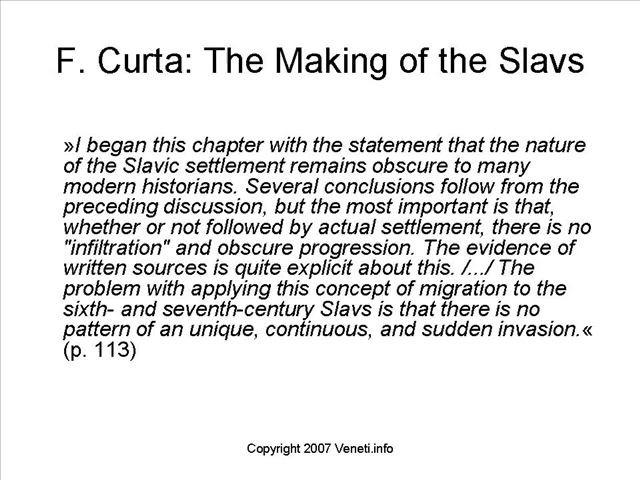 F. Curta: The Making of the Slavs
»I began this chapter with the statement that the nature
of the Slavic settlement remains obscure to many
modern historians. Several conclusions follow from the
preceding discussion, but the most important is that,
whether or not followed by actual settlement, there is no
"infiltration" and obscure progression. The evidence of
written sources is quite explicit about this. /.../ The
problem with applying this concept of migration to the
sixth- and seventh-century Slavs is that there is no
pattern of an unique, continuous, and sudden invasion.«
(p. 113)
Copyright 2007 Veneti.info